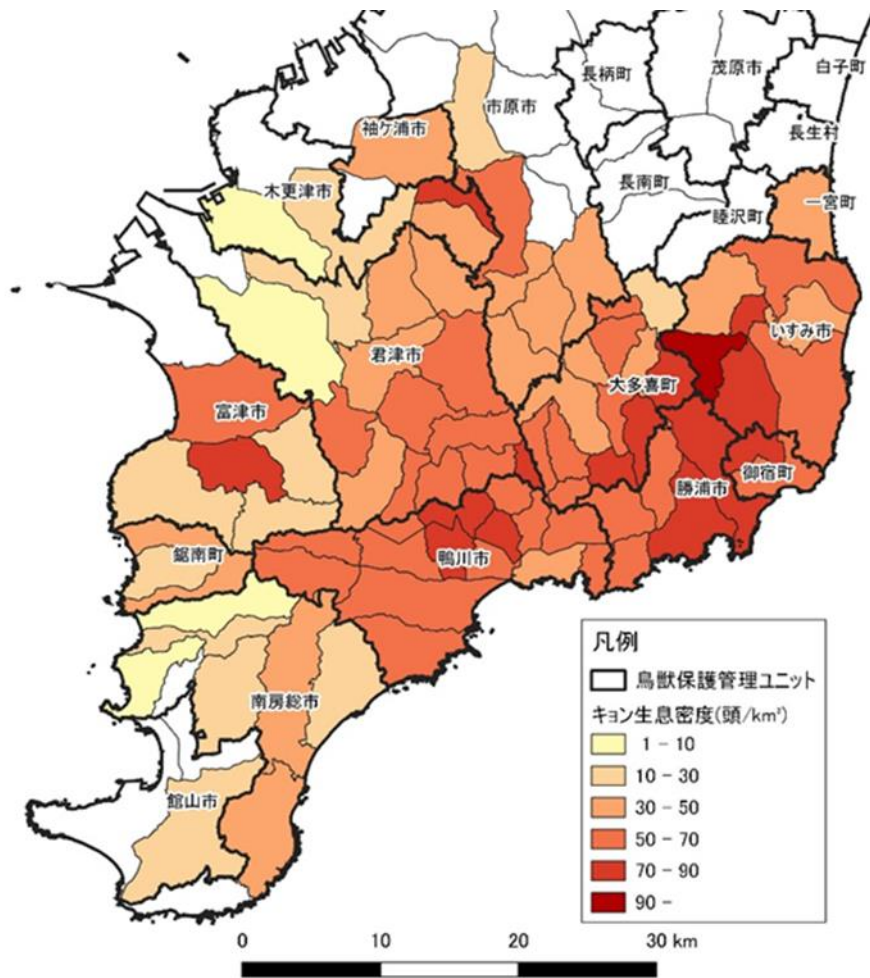 長柄町
茂原市
白子町
市原市
袖ケ浦市
長生村
木更津市
長南町
睦沢町
一宮町
いすみ市
君津市
大多喜町
富津市
御宿町
勝浦市
鋸南町
鴨川市
南房総市
館山市
凡例
鳥獣保護管理ユニット
キョン生息密度(頭/km²)
1 - 10
10 - 30
30 - 50
50 - 70
70 - 90
90 -
0 10 20 30 km